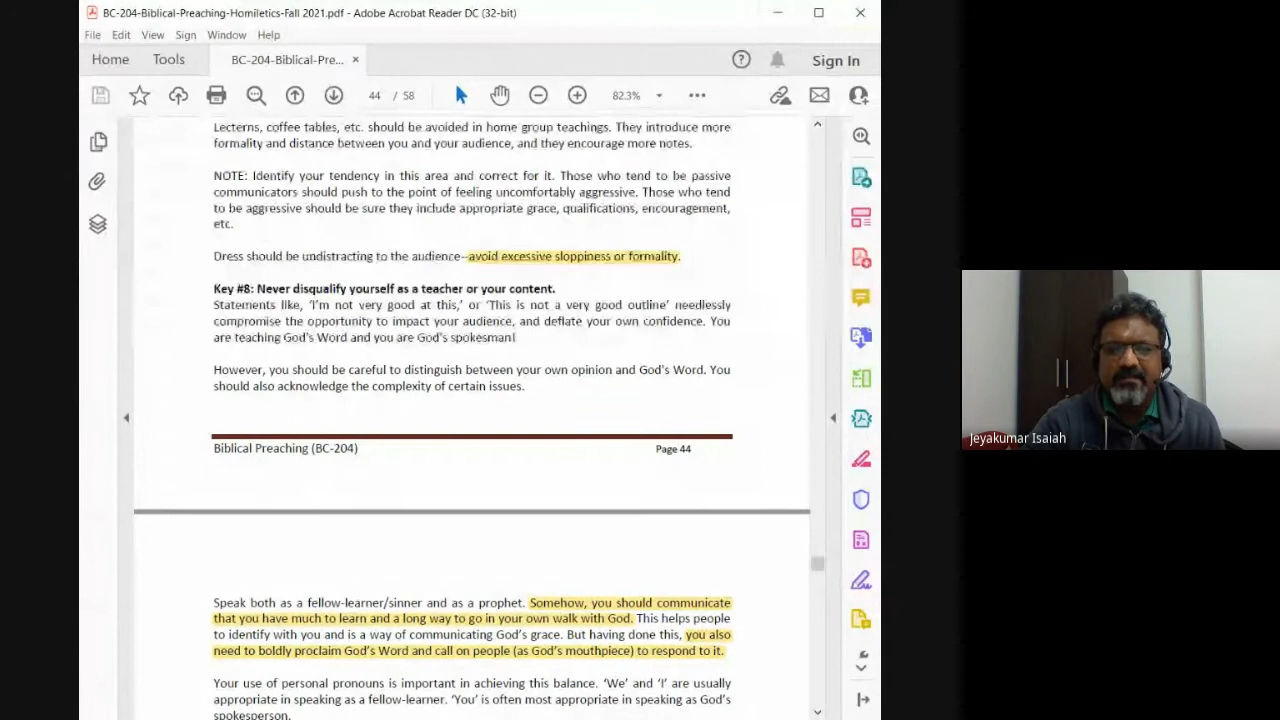 BC-204-Biblical-Preaching-Homiletics-Fall 2021.pdf - Adobe Acrobat Reader DC (32-bit)
File Edit View Sign Window Help
Home Tools BC-204-Biblical-Pre... × Sign In
44 / 58 82.3%
Lecterns, coffee tables, etc. should be avoided in home group teachings. They introduce more
formality and distance between you and your audience, and they encourage more notes.
NOTE: Identify your tendency in this area and correct for it. Those who tend to be passive
communicators should push to the point of feeling uncomfortably aggressive. Those who tend
to be aggressive should be sure they include appropriate grace, qualifications, encouragement,
etc.
Dress should be undistracting to the audience--avoid excessive sloppiness or formality.
Key #8: Never disqualify yourself as a teacher or your content.
Statements like, 'I'm not very good at this,' or 'This is not a very good outline' needlessly
compromise the opportunity to impact your audience, and deflate your own confidence. You
are teaching God's Word and you are God's spokesman!
However, you should be careful to distinguish between your own opinion and God's Word. You
should also acknowledge the complexity of certain issues.
Biblical Preaching (BC-204) Page 44
Speak both as a fellow-learner/sinner and as a prophet. Somehow, you should communicate
that you have much to learn and a long way to go in your own walk with God. This helps people
to identify with you and is a way of communicating God's grace. But having done this, you also
need to boldly proclaim God's Word and call on people (as God's mouthpiece) to respond to it.
Your use of personal pronouns is important in achieving this balance. 'We' and 'I' are usually
appropriate in speaking as a fellow-learner. 'You' is often most appropriate in speaking as God's
spokesperson.
Jeyakumar Isaiah